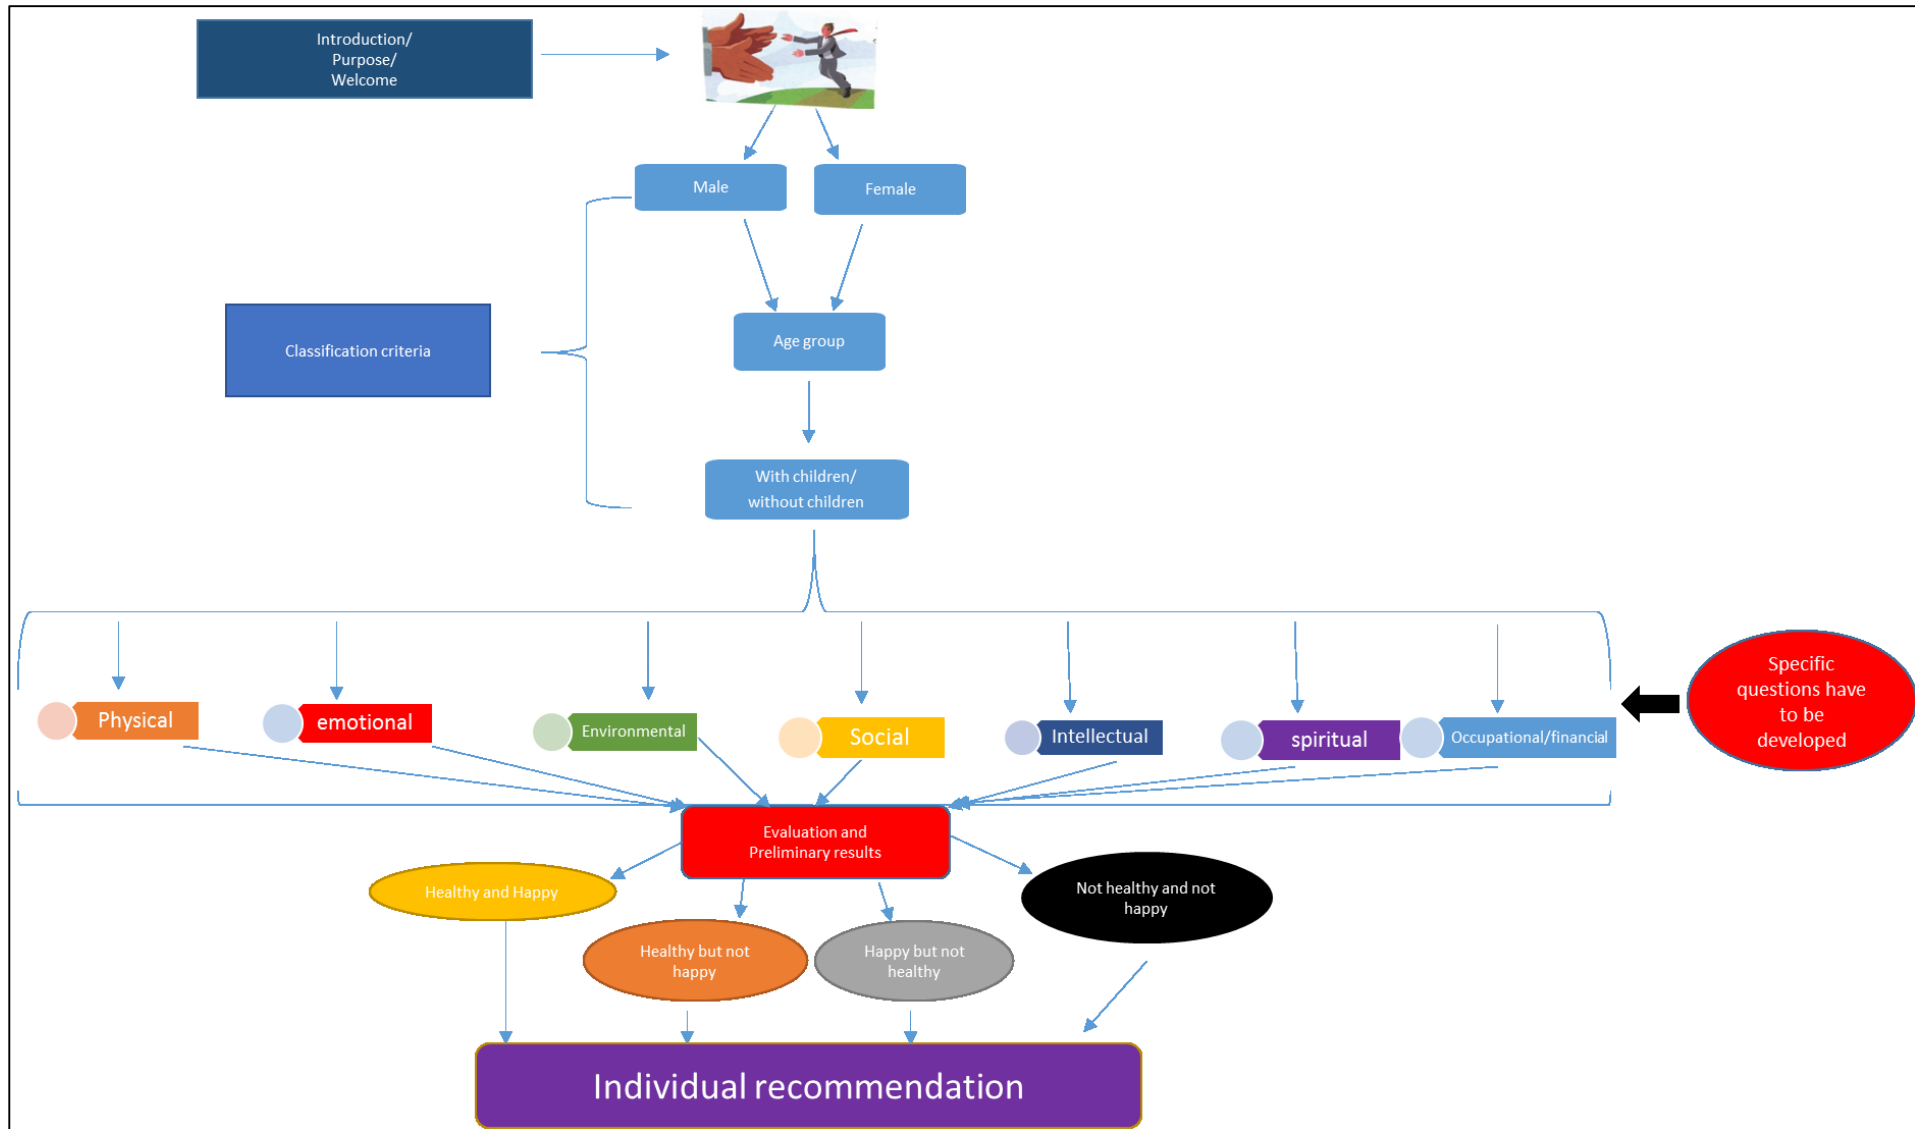 Introduction/
Purpose/
Welcome
Male
Female
Classification criteria
Age group
With children/
without children
Physical
emotional
Environmental
Social
Intellectual
spiritual
Occupational/financial
Specific
questions have
to be
developed
Evaluation and
Preliminary results
Healthy and Happy
Healthy but not
happy
Happy but not
healthy
Not healthy and not
happy
Individual recommendation